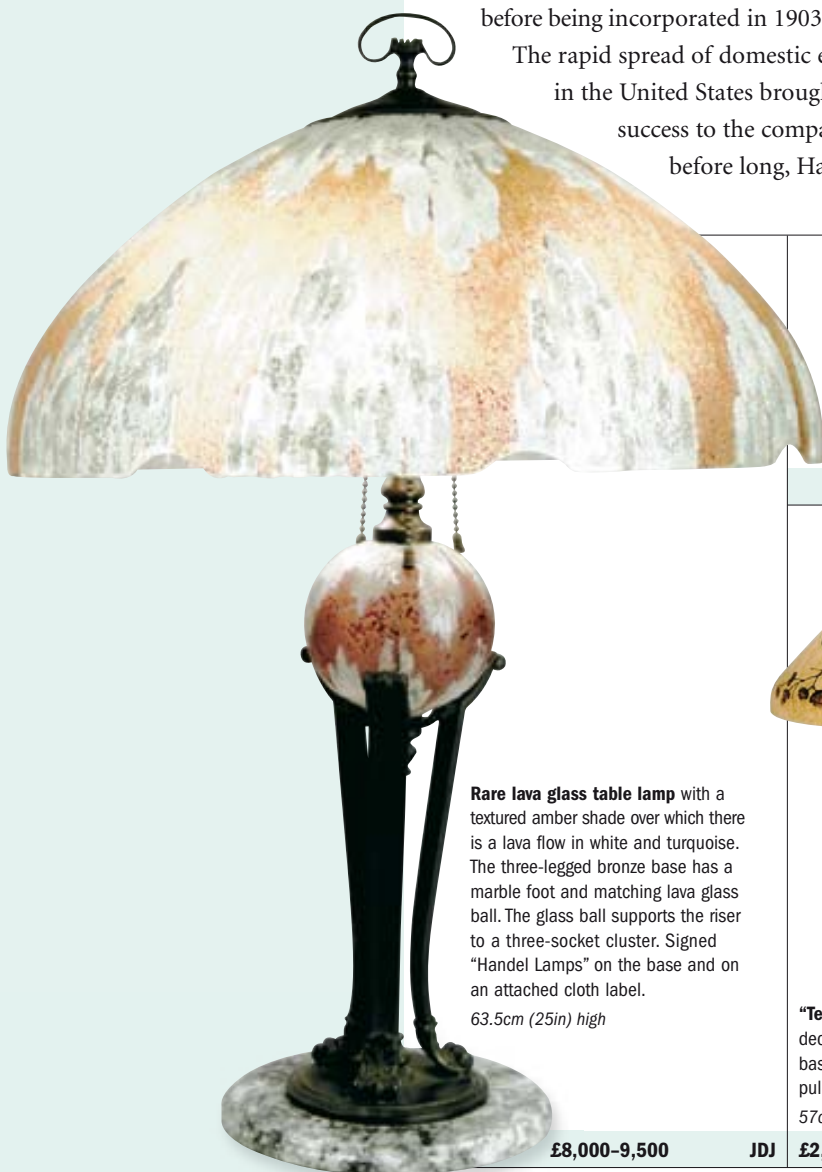 before being incorporated in 1903
The rapid spread of domestic
in the United States
success to the
before long,
Rare lava glass table lamp with a
textured amber shade over which there
is a lava flow in white and turquoise.
The three-legged bronze base has a
marble foot and matching lava glass
ball. The glass ball supports the riser
to a three-socket cluster. Signed
“Handel Lamps” on the base and on
an attached cloth label.
63.5cm (25in) high
£8,000–9,500 JDJ